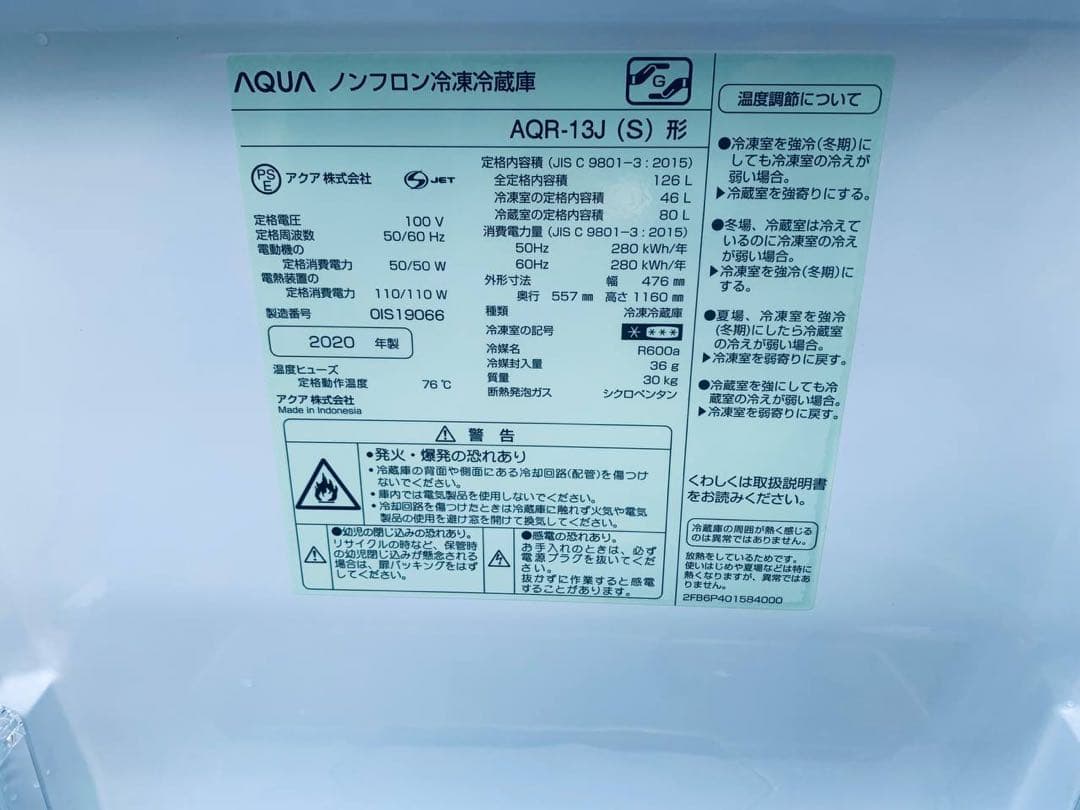 AQUA ノンフロン冷凍冷蔵庫
G
AQR-13J (S) 形
PS
E
アクア株式会社
S JET
定格電圧 100 V
定格周波数 50/60 Hz
電動機の
定格消費電力 50/50 W
電熱装置の
定格消費電力 110/110 W
製造番号 OIS19066
2020 年製
温度ヒューズ
定格動作温度 76℃
アクア株式会社
Made in Indonesia
定格内容積 (JIS C 9801-3 : 2015)
全定格内容積 126 L
冷凍室の定格内容積 46 L
冷蔵室の定格内容積 80 L
消費電力量 (JIS C 9801-3 : 2015)
50Hz 280 kWh/年
60Hz 280 kWh/年
外形寸法 幅 476 ㎜
奥行 557 ㎜ 高さ 1160 ㎜
種類 冷凍冷蔵庫
冷凍室の記号
冷媒名 R600a
冷媒封入量 36 g
質量 30 kg
断熱発泡ガス シクロペンタン
警告
●発火・爆発の恐れあり
・冷蔵庫の背面や側面にある冷却回路(配管)を傷つけ
ないでください。
・庫内では電気製品を使用しないでください。
・冷却回路を傷つけたときは冷蔵庫に触れず火気や電気
製品の使用を避け窓を開けて換気してください。
●幼児の閉じ込みの恐れあり。
リサイクルの時など、保管時
の幼児閉じ込みが懸念される
場合は、扉パッキングをはず
してください。
●感電の恐れあり。
お手入れのときは、必ず
電源プラグを抜いてくだ
さい。
抜かずに作業すると感電
することがあります。
温度調節について
●冷凍室を強冷(冬期)に
しても冷凍室の冷えが
弱い場合。
▶冷蔵室を強寄りにする。
●冬場、冷蔵室は冷えて
いるのに冷凍室の冷え
が弱い場合。
▶冷凍室を強冷(冬期)に
する。
●夏場、冷凍室を強冷
(冬期)にしたら冷蔵室
の冷えが弱い場合。
▶冷凍室を弱寄りに戻す。
●冷蔵室を強にしても冷
蔵室の冷えが弱い場合。
▶冷凍室を弱寄りに戻す。
くわしくは取扱説明書
をお読みください。
冷蔵庫の周囲が熱く感じる
のは異常ではありません。
放熱をしているためです。
使いはじめや夏場などは特に
熱くなりますが、異常ではあ
りません。
2FB6P401584000